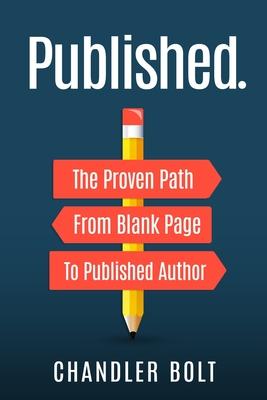 Published.
The Proven Path
From Blank Page
To Published Author
CHANDLER BOLT